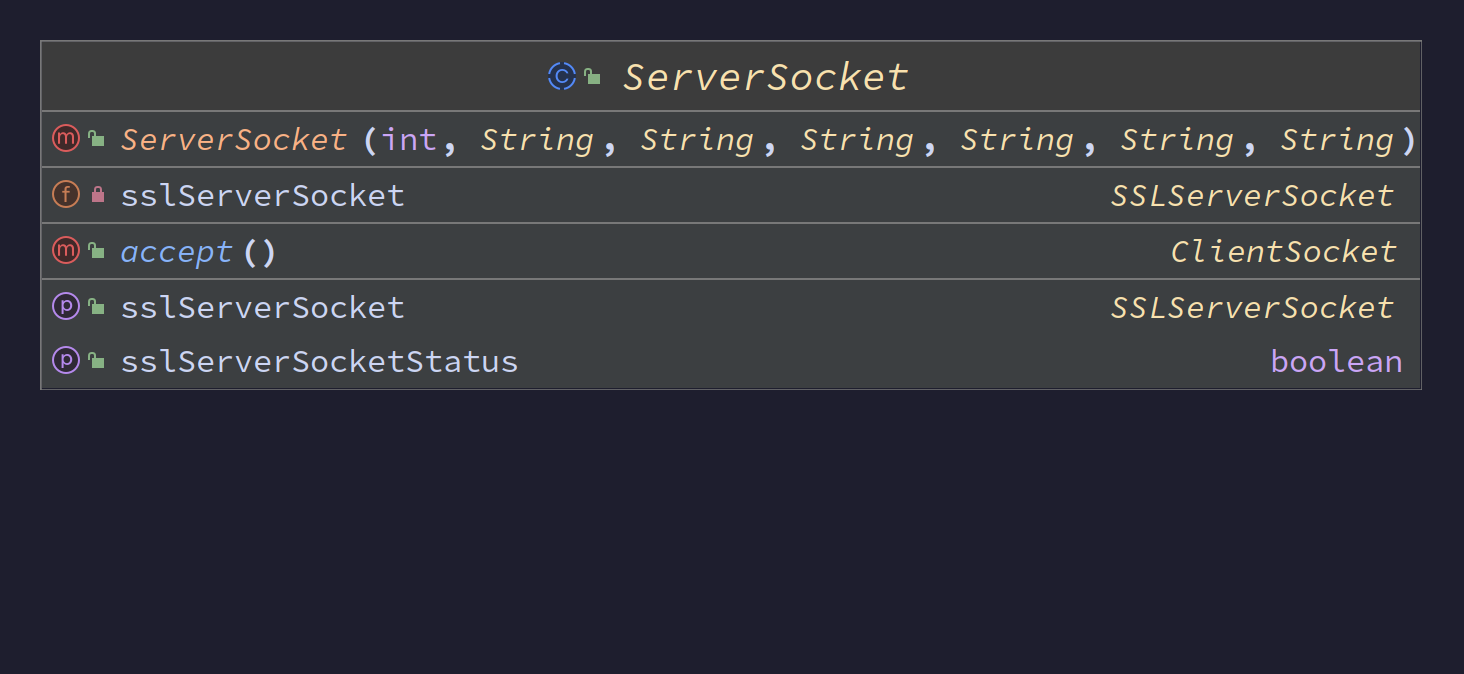 C ServerSocket
m ServerSocket(int, String, String, String, String, String, String)
f sslServerSocket SSLServerSocket
m accept() ClientSocket
p sslServerSocket SSLServerSocket
p sslServerSocketStatus boolean